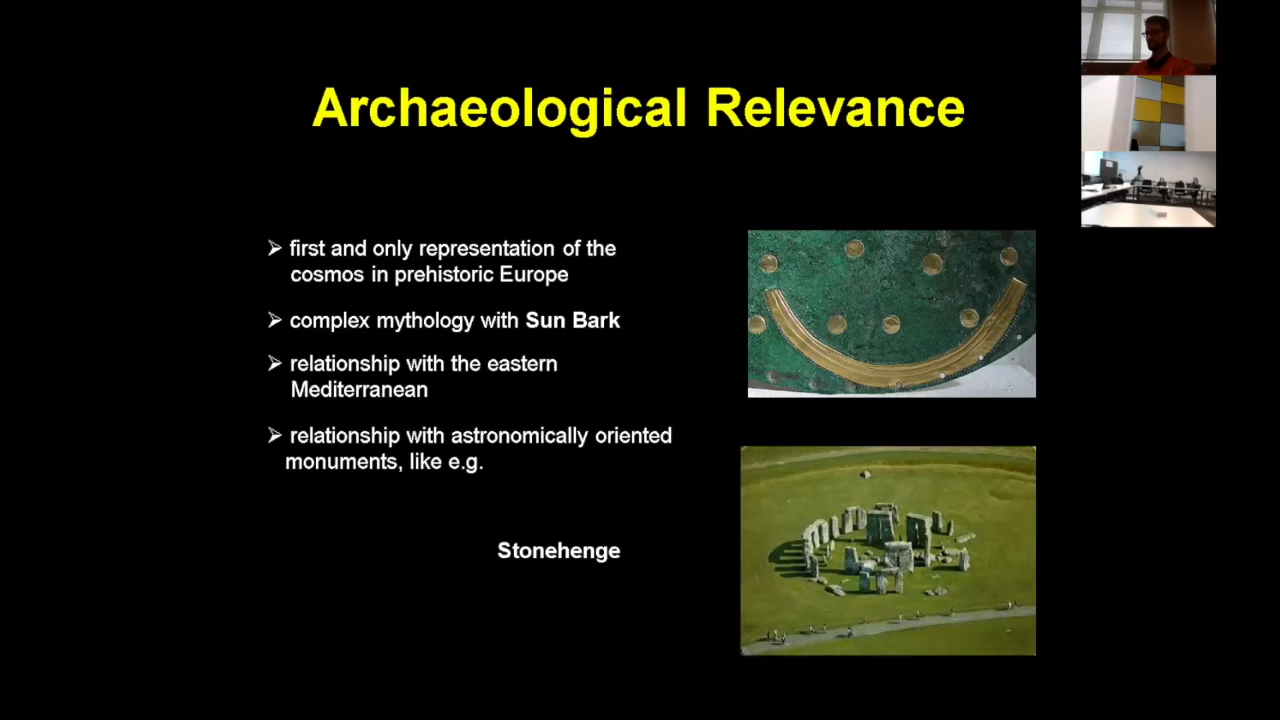 Archaeological Relevance
➢ first and only representation of the
cosmos in prehistoric Europe
➢ complex mythology with Sun Bark
➢ relationship with the eastern
Mediterranean
➢ relationship with astronomically oriented
monuments, like e.g.
Stonehenge